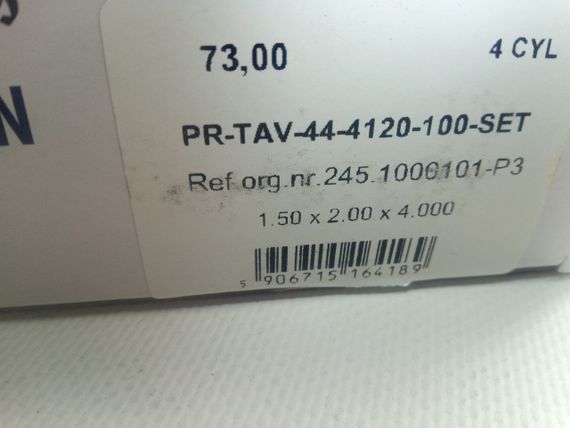 N
73,00
4 CYL
PR-TAV-44-4120-100-SET
Ref org.nr.245.1006101-P3
1.50 x 2.00 x 4.000
5 906715 164189